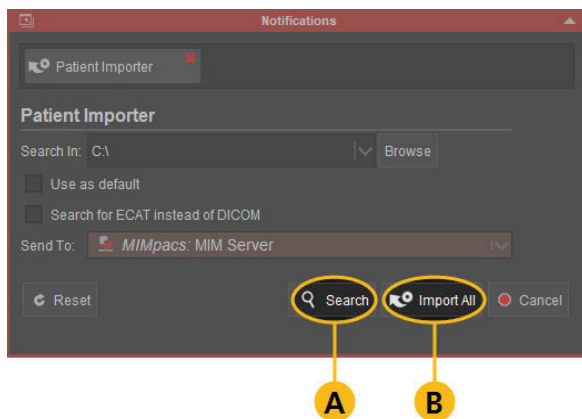 Notifications
Patient Importer
Patient Importer
Search In: C:\ Browse
Use as default
Search for ECAT instead of DICOM
Send To: MIMpacs: MIM Server
Reset Search Import All Cancel
A B